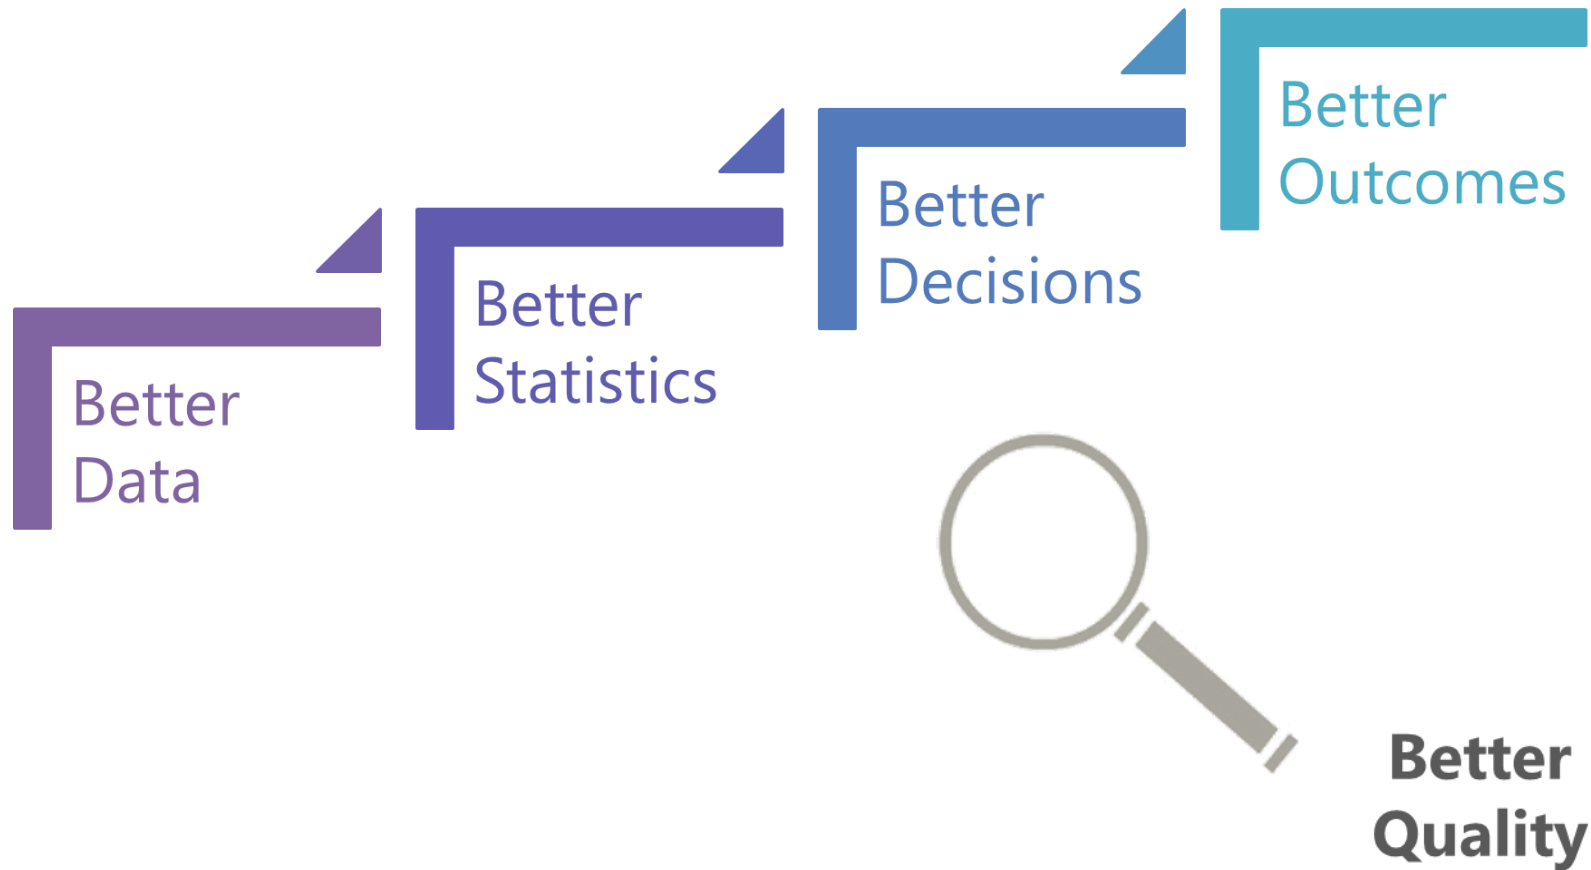 Better
Data
Better
Statistics
Better
Decisions
Better
Outcomes
Better
Quality